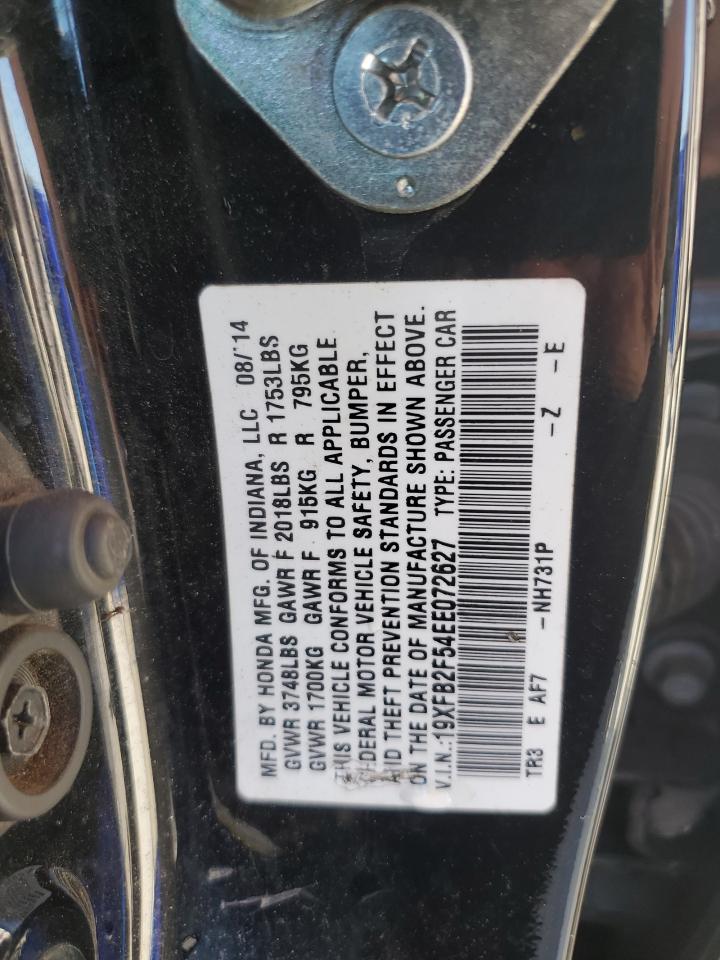 MFD. BY HONDA MFG. OF INDIANA, LLC 08/'14
GVWR 3748LBS GAWR F 2018LBS R 1753LBS
GVWR 1700KG GAWR F 915KG R 795KG
THIS VEHICLE CONFORMS TO ALL APPLICABLE
FEDERAL MOTOR VEHICLE SAFETY, BUMPER,
AND THEFT PREVENTION STANDARDS IN EFFECT
ON THE DATE OF MANUFACTURE SHOWN ABOVE.
V.I.N.:19XFB2F54EE072627 TYPE: PASSENGER CAR
TR3 E AF7 -NH731P -Z -E